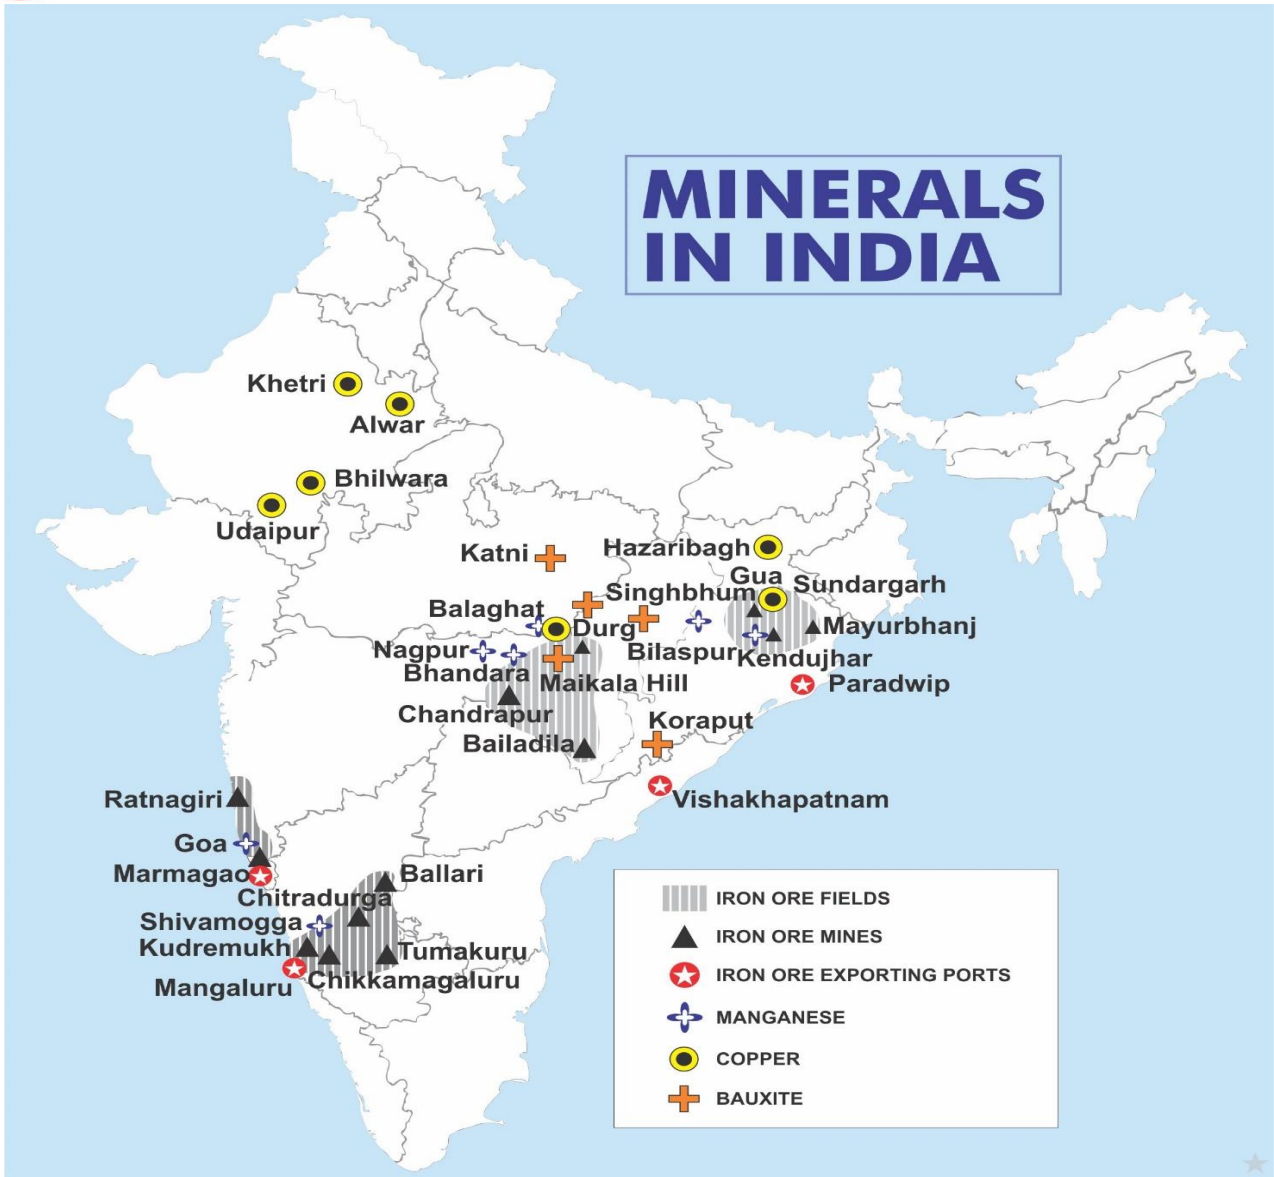 MINERALS
IN INDIA
Khetri
Alwar
Bhilwara
Udaipur
Katni
Hazaribagh
Gua
Sundargarh
Singhbhum
Balaghat
Durg
Mayurbhanj
Nagpur
Bilaspur
Kendujhar
Bhandara
Maikala Hill
Paradwip
Chandrapur
Koraput
Bailadila
Ratnagiri
Vishakhapatnam
Goa
Marmagao
Ballari
Chitradurga
Shivamogga
Kudremukh
Tumakuru
Chikkamagaluru
Mangaluru
IRON ORE FIELDS
IRON ORE MINES
IRON ORE EXPORTING PORTS
MANGANESE
COPPER
BAUXITE